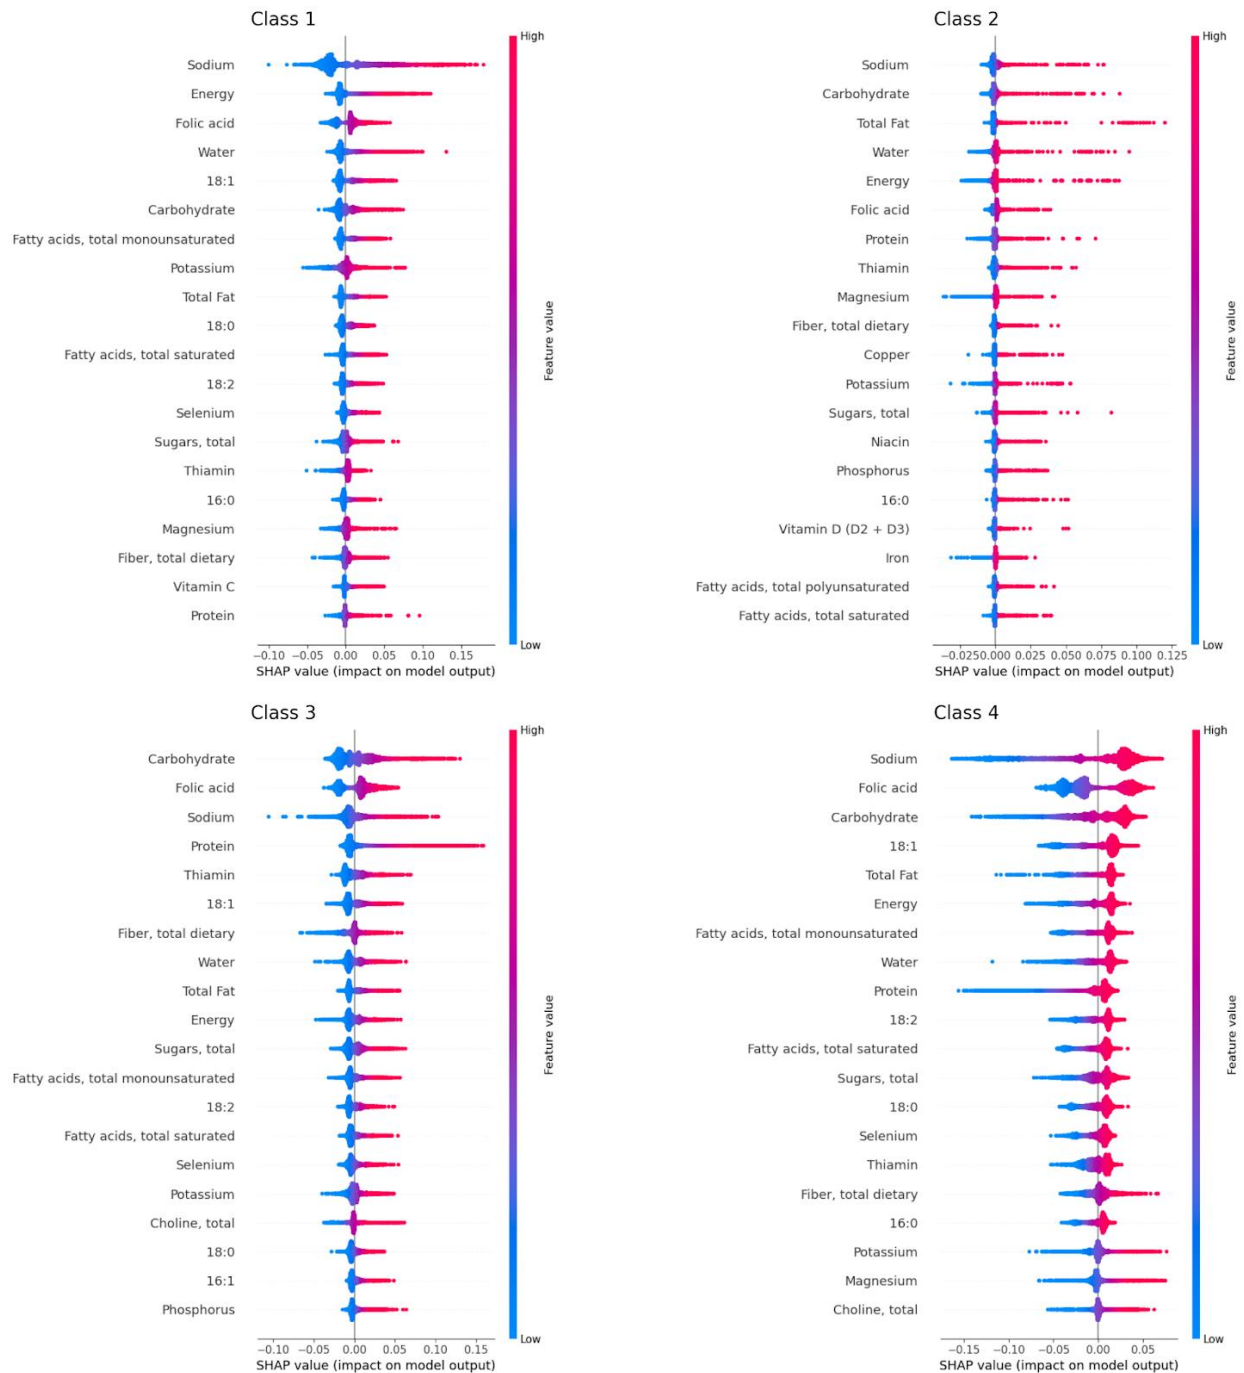 Class 1
High
Sodium
Energy
Folic acid
Water
18:1
Carbohydrate
Fatty acids, total monounsaturated
Potassium
Total Fat
18:0
Fatty acids, total saturated
18:2
Selenium
Sugars, total
Thiamin
16:0
Magnesium
Fiber, total dietary
Vitamin C
Protein
Feature value
Low
−0.10 −0.05 0.00 0.05 0.10 0.15
SHAP value (impact on model output)
Class 2
High
Sodium
Carbohydrate
Total Fat
Water
Energy
Folic acid
Protein
Thiamin
Magnesium
Fiber, total dietary
Copper
Potassium
Sugars, total
Niacin
Phosphorus
16:0
Vitamin D (D2 + D3)
Iron
Fatty acids, total polyunsaturated
Fatty acids, total saturated
Feature value
Low
−0.025 0.000 0.025 0.050 0.075 0.100 0.125
SHAP value (impact on model output)
Class 3
High
Carbohydrate
Folic acid
Sodium
Protein
Thiamin
18:1
Fiber, total dietary
Water
Total Fat
Energy
Sugars, total
Fatty acids, total monounsaturated
18:2
Fatty acids, total saturated
Selenium
Potassium
Choline, total
18:0
16:1
Phosphorus
Feature value
Low
−0.10 −0.05 0.00 0.05 0.10 0.15
SHAP value (impact on model output)
Class 4
High
Sodium
Folic acid
Carbohydrate
18:1
Total Fat
Energy
Fatty acids, total monounsaturated
Water
Protein
18:2
Fatty acids, total saturated
Sugars, total
18:0
Selenium
Thiamin
Fiber, total dietary
16:0
Potassium
Magnesium
Choline, total
Feature value
Low
−0.15 −0.10 −0.05 0.00 0.05
SHAP value (impact on model output)